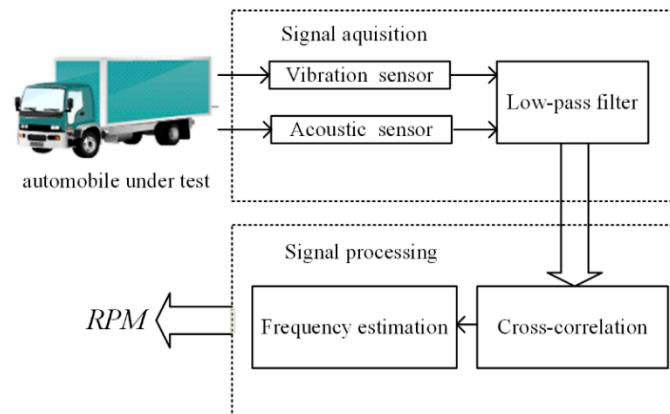 Signal aquisition
Vibration sensor
Low-pass filter
Acoustic sensor
automobile under test
Signal processing
RPM
Frequency estimation
Cross-correlation